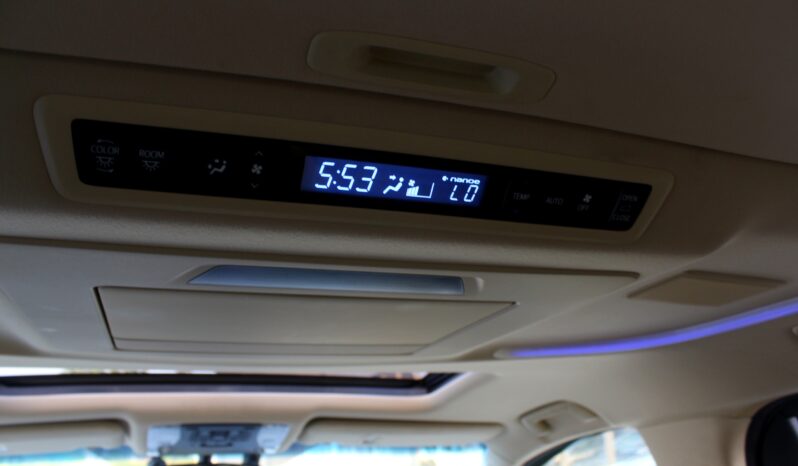 COLOR ROOM 5:53 nanoe LO TEMP AUTO OFF OPEN
CLOSE